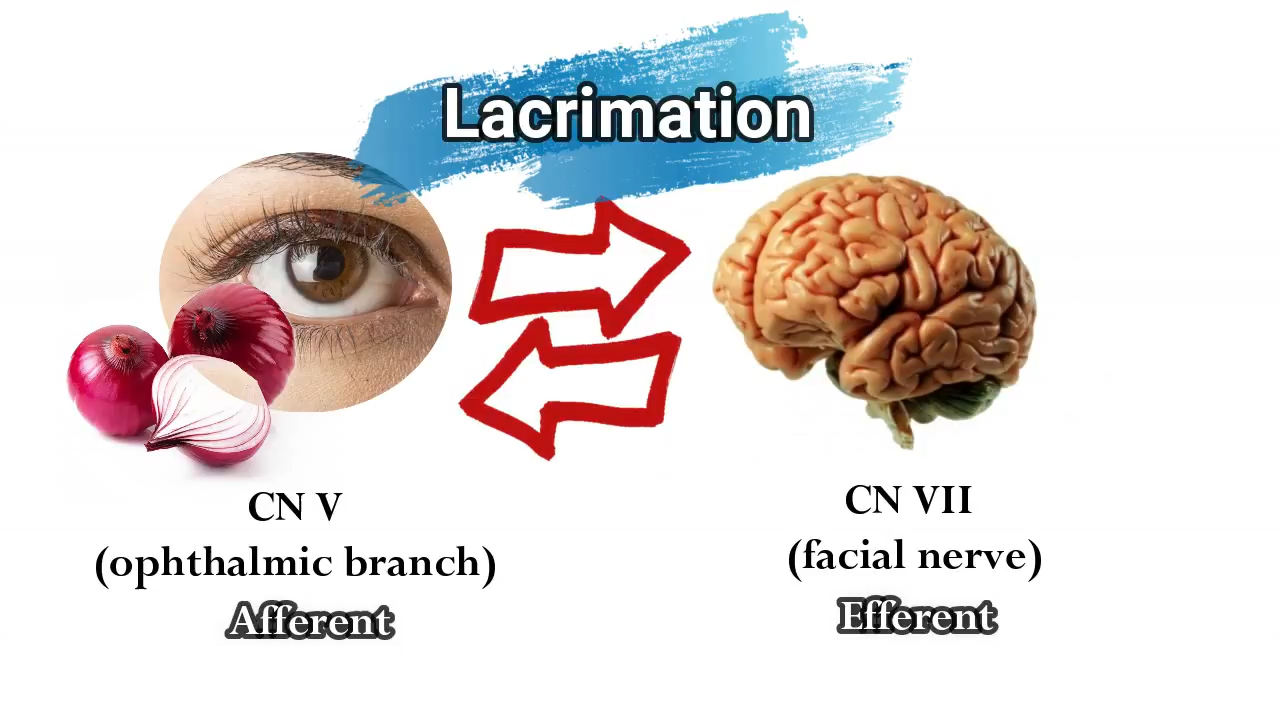 Lacrimation
CN V
(ophthalmic branch)
Afferent
CN VII
(facial nerve)
Efferent